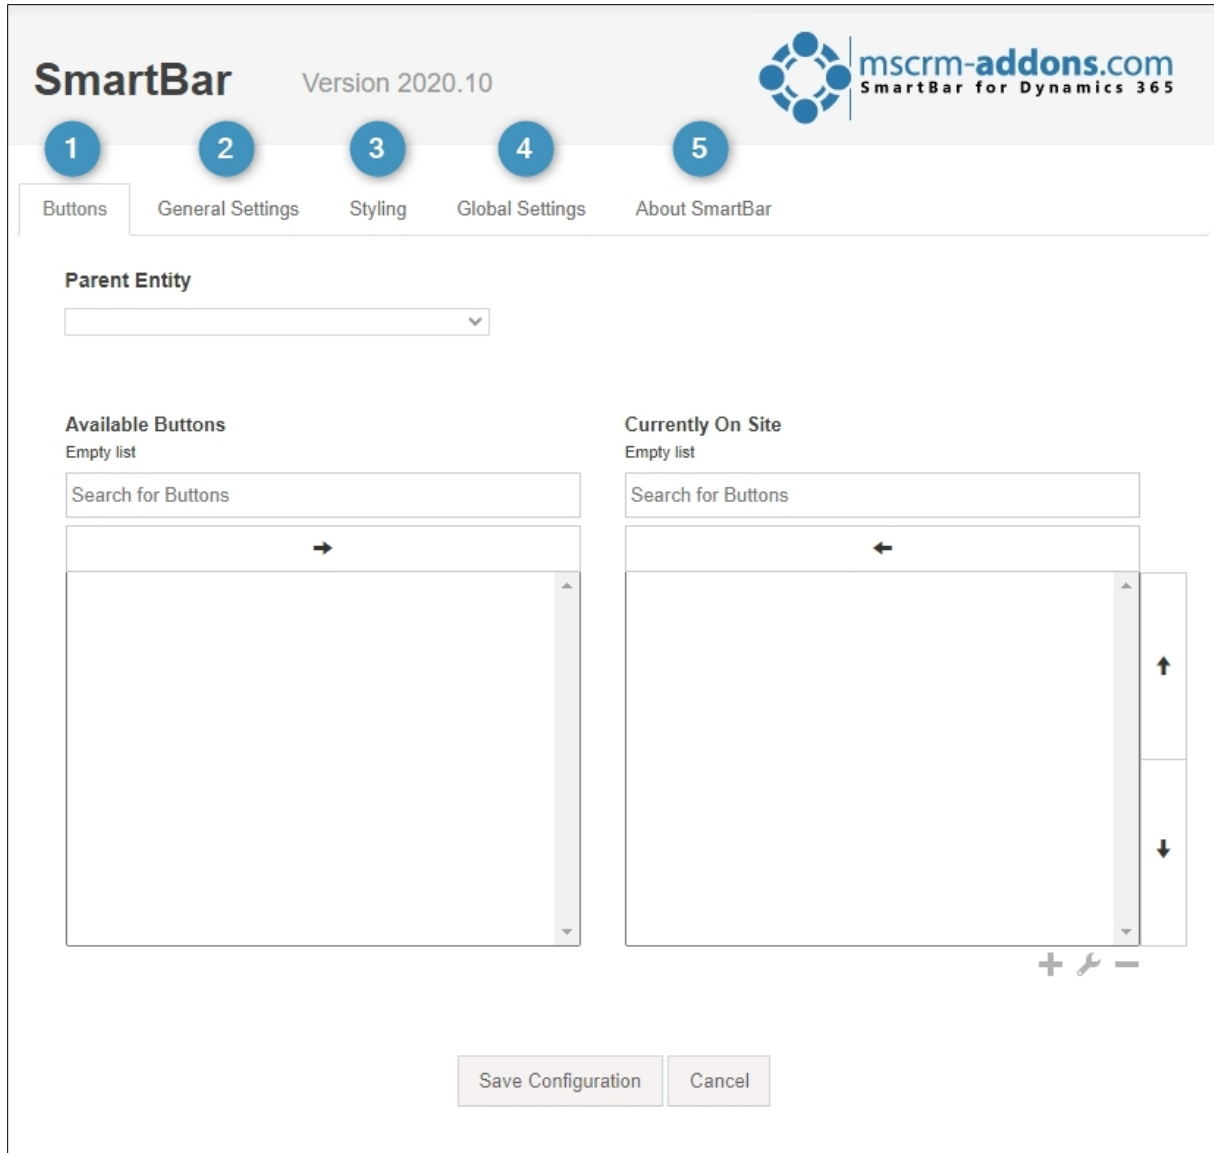 SmartBar Version 2020.10
mscrm-addons.com
SmartBar for Dynamics 365
1 2 3 4 5
Buttons General Settings Styling Global Settings About SmartBar
Parent Entity
Available Buttons
Empty list
Search for Buttons
Currently On Site
Empty list
Search for Buttons
Save Configuration Cancel